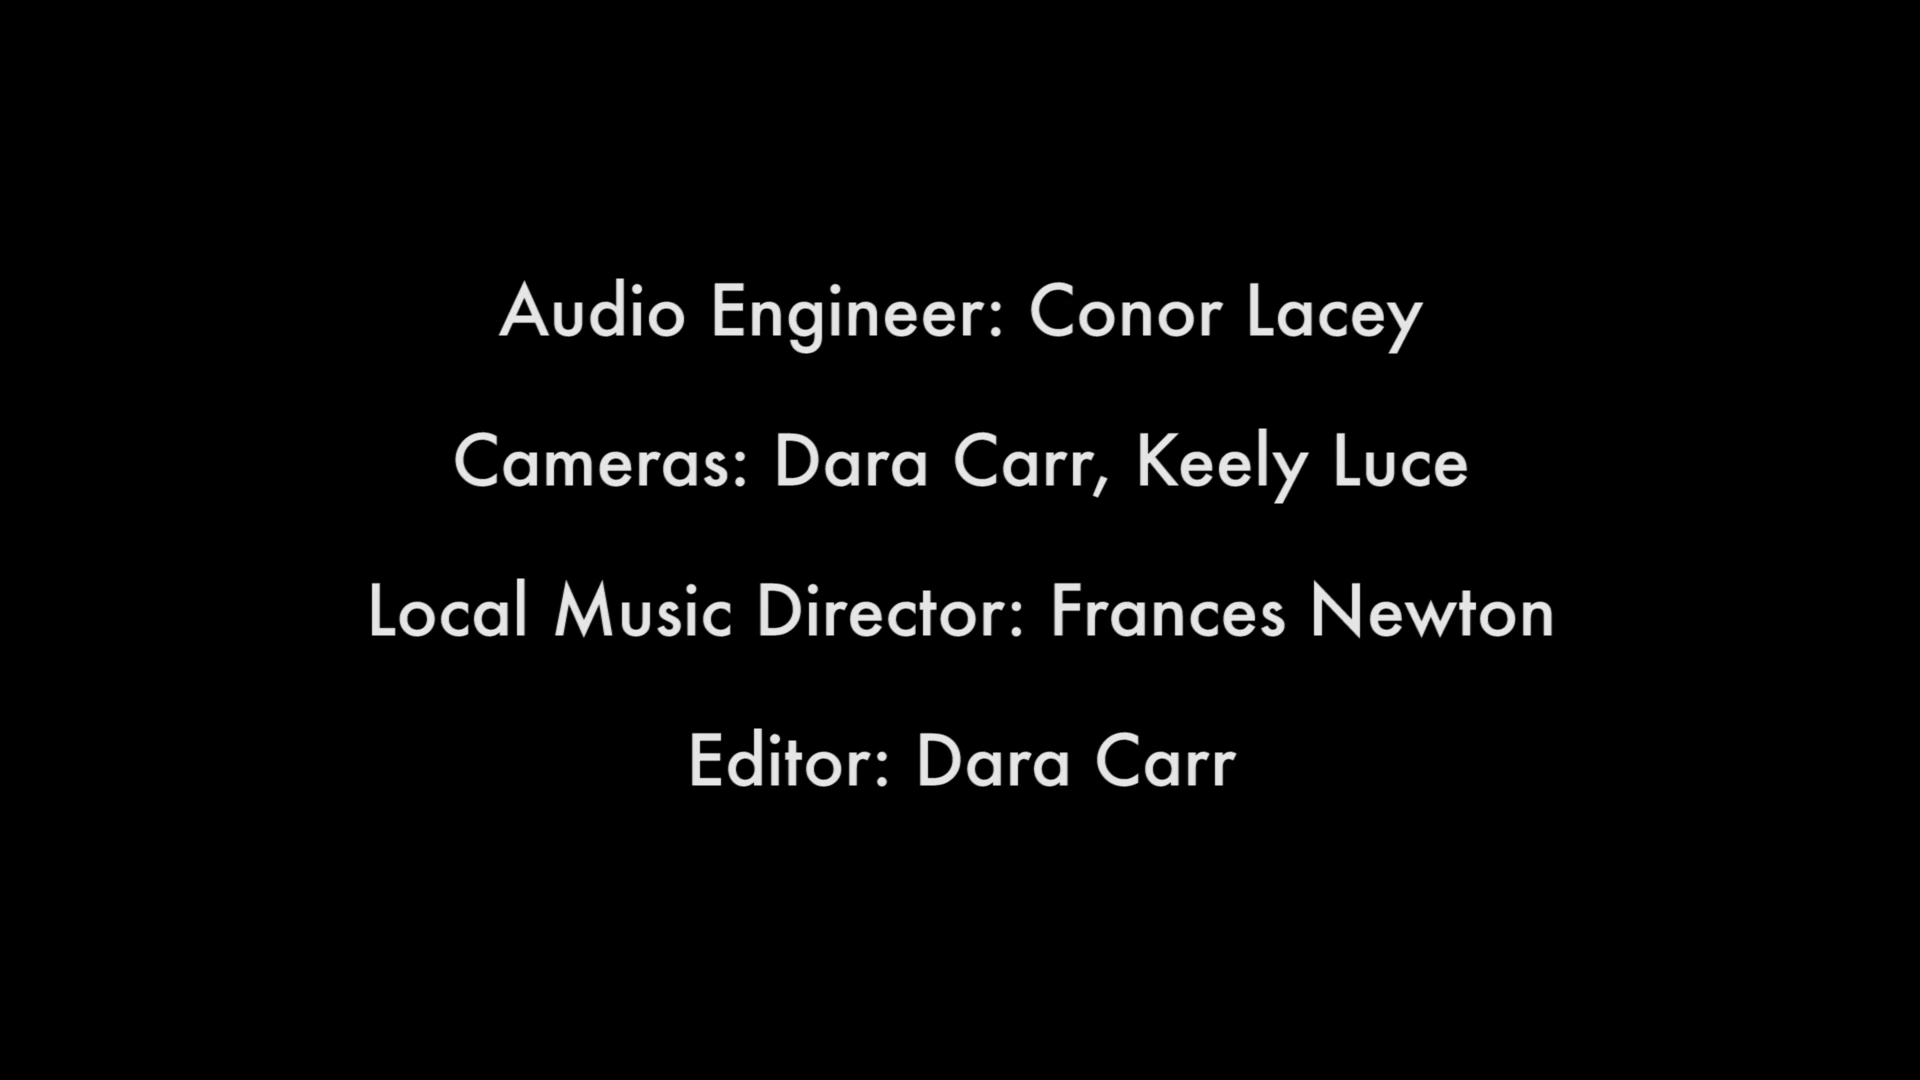 Audio Engineer: Conor Lacey
Cameras: Dara Carr, Keely Luce
Local Music Director: Frances Newton
Editor: Dara Carr